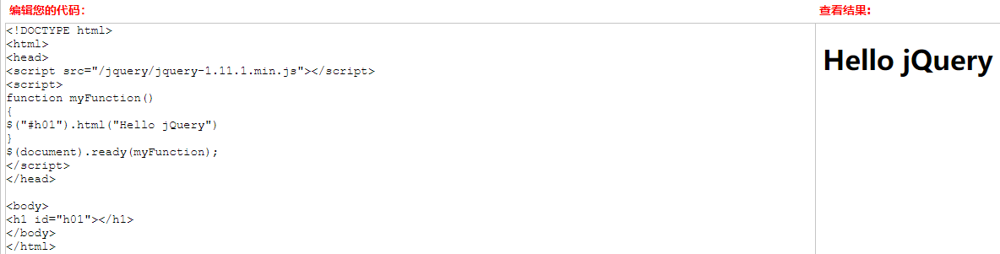 编辑您的代码：
查看结果:
<!DOCTYPE html>
<html>
<head>
<script src="/jquery/jquery-1.11.1.min.js"></script>
<script>
function myFunction()
{
$("#h01").html("Hello jQuery")
}
$(document).ready(myFunction);
</script>
</head>

<body>
<h1 id="h01"></h1>
</body>
</html>
Hello jQuery